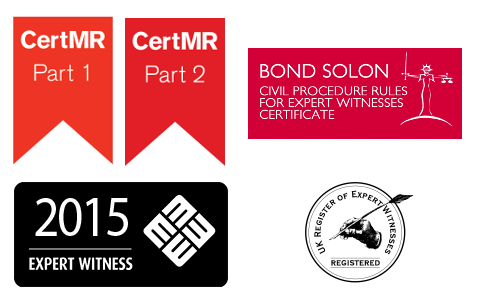 CertMR
Part 1
CertMR
Part 2
BOND SOLON
CIVIL PROCEDURE RULES
FOR EXPERT WITNESSES
CERTIFICATE
2015
EXPERT WITNESS
UK REGISTER OF EXPERT WITNESSES
REGISTERED